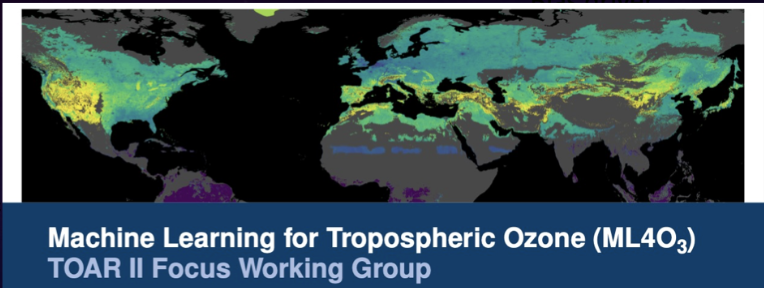 Machine Learning for Tropospheric Ozone (ML4O₃)
TOAR II Focus Working Group